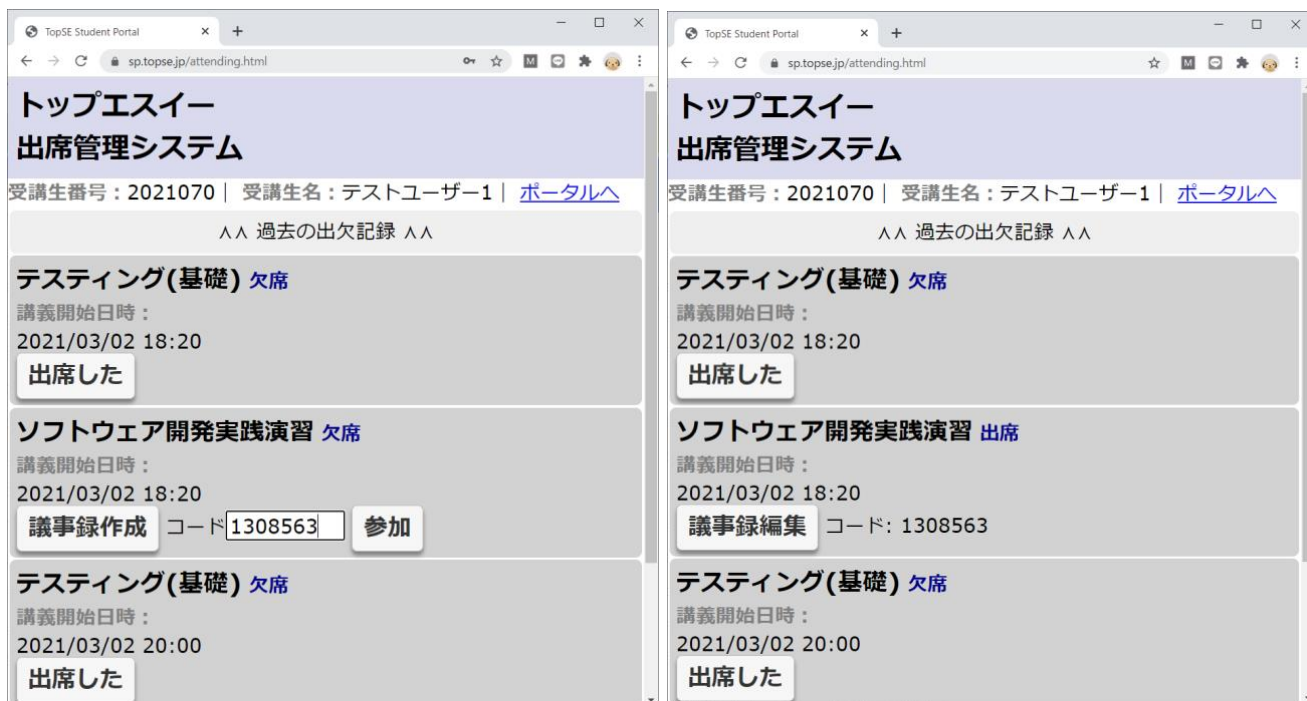 TopSE Student Portal
sp.topse.jp/attending.html
トップエスイー
出席管理システム
受講生番号：2021070｜ 受講生名：テストユーザー1｜ ポータルへ
∧∧ 過去の出欠記録 ∧∧
テスティング(基礎) 欠席
講義開始日時：
2021/03/02 18:20
出席した
ソフトウェア開発実践演習 欠席
講義開始日時：
2021/03/02 18:20
議事録作成 コード 1308563 参加
テスティング(基礎) 欠席
講義開始日時：
2021/03/02 20:00
出席した
TopSE Student Portal
sp.topse.jp/attending.html
トップエスイー
出席管理システム
受講生番号：2021070｜ 受講生名：テストユーザー1｜ ポータルへ
∧∧ 過去の出欠記録 ∧∧
テスティング(基礎) 欠席
講義開始日時：
2021/03/02 18:20
出席した
ソフトウェア開発実践演習 出席
講義開始日時：
2021/03/02 18:20
議事録編集 コード: 1308563
テスティング(基礎) 欠席
講義開始日時：
2021/03/02 20:00
出席した